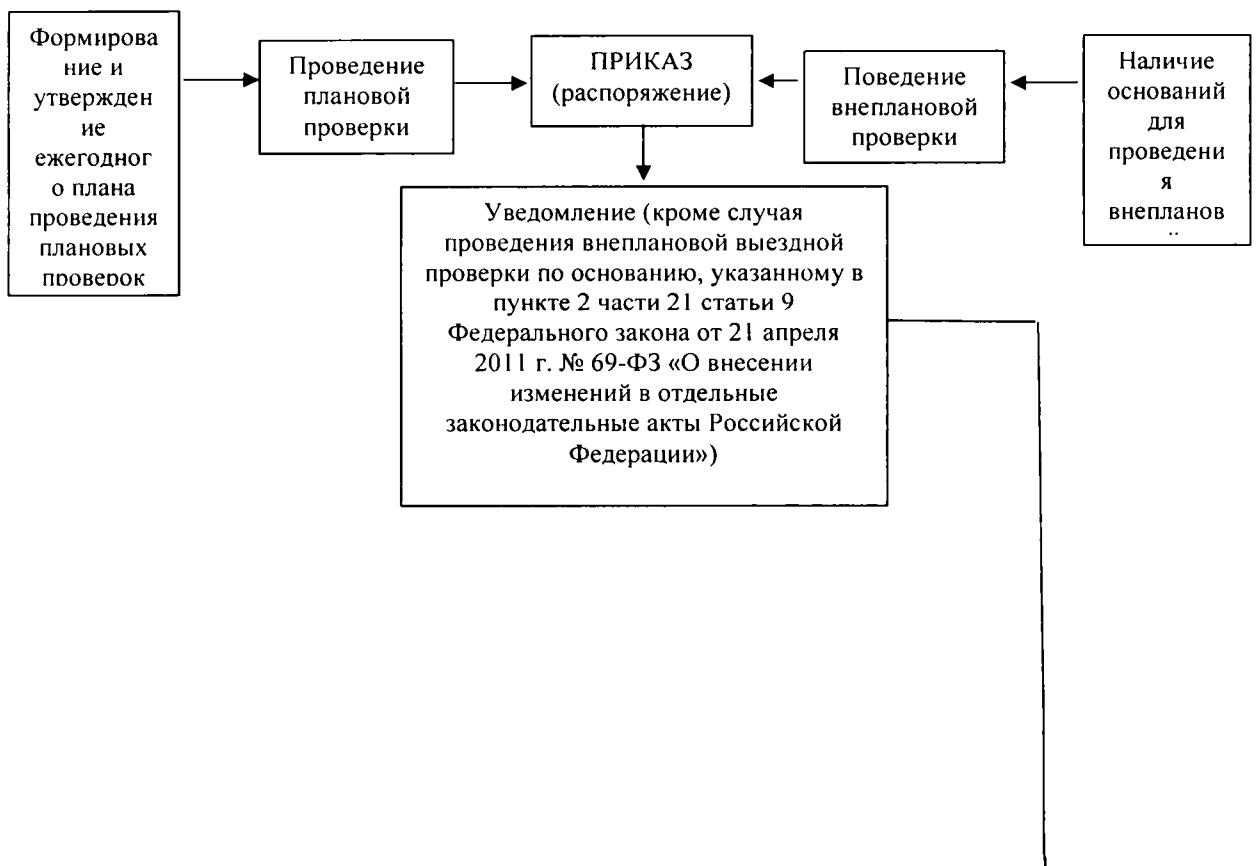 Формирова
ние и
утвержден
ие
ежегодног
о плана
проведения
плановых
проверок
Проведение
плановой
проверки
ПРИКАЗ
(распоряжение)
Поведение
внеплановой
проверки
Наличие
оснований
для
проведени
я
внепланов
Уведомление (кроме случая
проведения внеплановой выездной
проверки по основанию, указанному в
пункте 2 части 21 статьи 9
Федерального закона от 21 апреля
2011 г. № 69-ФЗ «О внесении
изменений в отдельные
законодательные акты Российской
Федерации»)